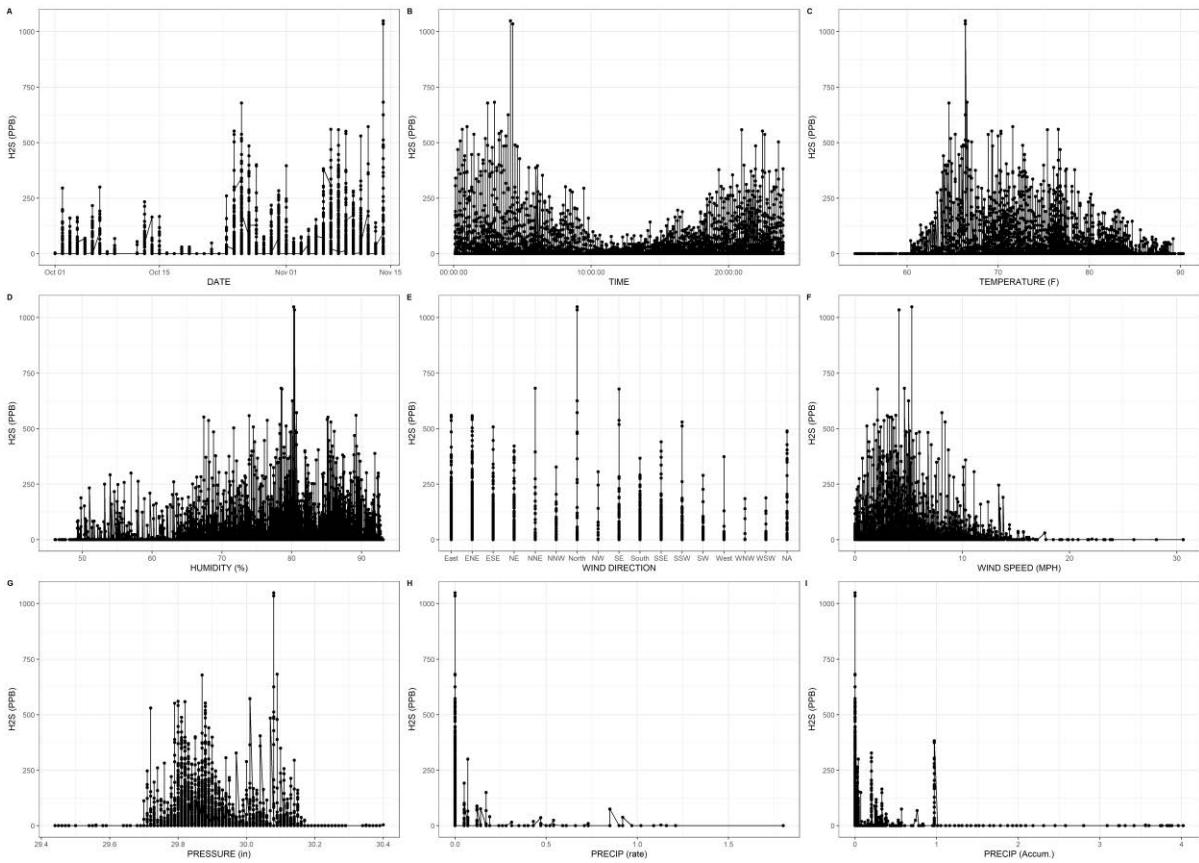 A
H2S (PPB)
1000
750
500
250
0
Oct 01 Oct 15 Nov 01 Nov 15
DATE
B
H2S (PPB)
1000
750
500
250
0
00:00:00 10:00:00 20:00:00
TIME
C
H2S (PPB)
1000
750
500
250
0
60 70 80 90
TEMPERATURE (F)
D
H2S (PPB)
1000
750
500
250
0
50 60 70 80 90
HUMIDITY (%)
E
H2S (PPB)
1000
750
500
250
0
East ENE ESE NE NNE NNW North NW SE South SSE SSW SW West WNW WSW NA
WIND DIRECTION
F
H2S (PPB)
1000
750
500
250
0
0 10 20 30
WIND SPEED (MPH)
G
H2S (PPB)
1000
750
500
250
0
29.4 29.6 29.8 30.0 30.2 30.4
PRESSURE (in)
H
H2S (PPB)
1000
750
500
250
0
0.0 0.5 1.0 1.5
PRECIP (rate)
I
H2S (PPB)
1000
750
500
250
0
0 1 2 3 4
PRECIP (Accum.)